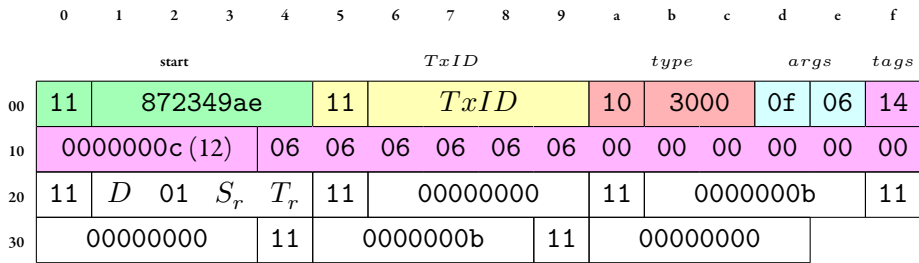 0 1 2 3 4 5 6 7 8 9 a b c d e f
start TxID type args tags
00 11 872349ae 11 TxID 10 3000 0f 06 14
10 0000000c (12) 06 06 06 06 06 06 00 00 00 00 00 00
20 11 D 01 S_r T_r 11 00000000 11 0000000b 11
30 00000000 11 0000000b 11 00000000